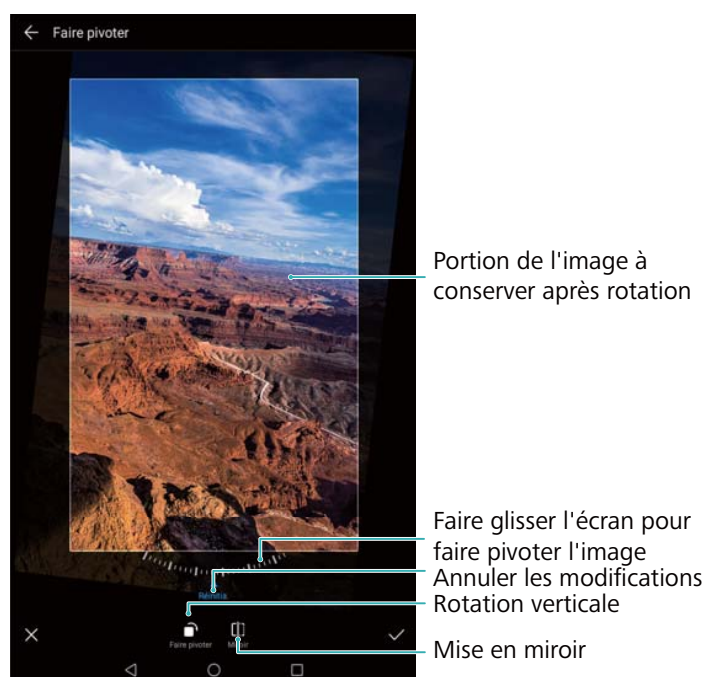 Faire pivoter
Portion de l'image à
conserver après rotation
Faire glisser l'écran pour
faire pivoter l'image
Annuler les modifications
Réinitis.
Rotation verticale
Faire pivoter
Miroir
Mise en miroir